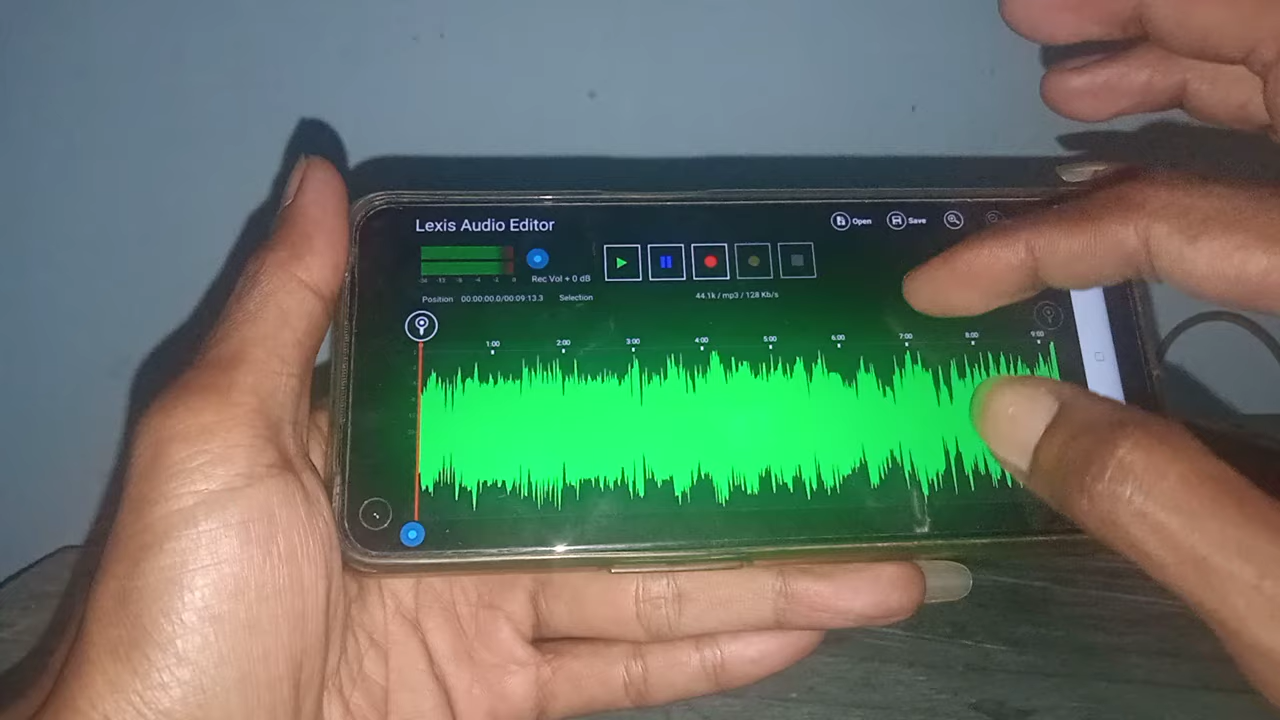 Lexis Audio Editor
Open
Save
Rec Vol + 0 dB
Position 00:00:00.0/00:09:13.3 Selection
44.1k / mp3 / 128 Kb/s
1:00 2:00 3:00 4:00 5:00 6:00 7:00 8:00 9:00